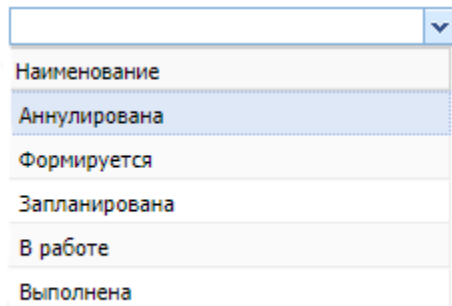 Наименование
Аннулирована
Формируется
Запланирована
В работе
Выполнена